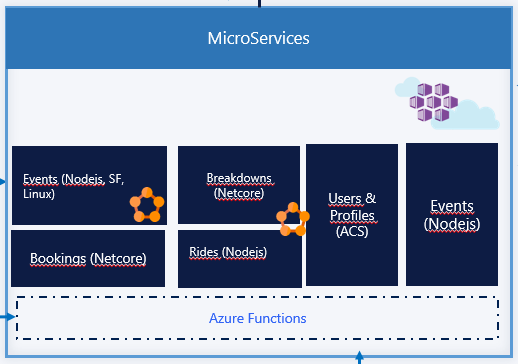 MicroServices
Events (Nodejs, SF,
Linux)
Breakdowns
(Netcore)
Users &
Profiles
(ACS)
Events
(Nodejs)
Bookings (Netcore)
Rides (Nodejs)
Azure Functions